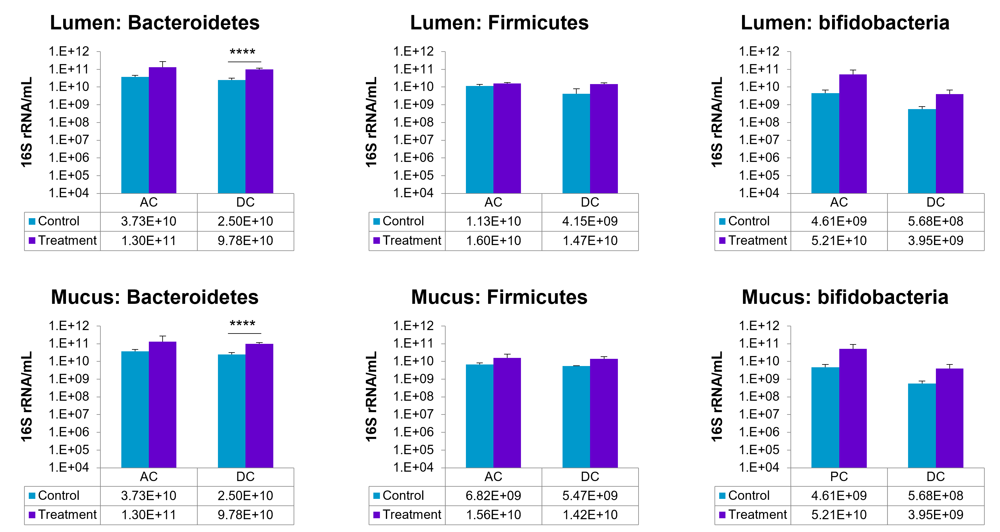 Lumen: Bacteroidetes
16S rRNA/mL
1.E+12
1.E+11
1.E+10
1.E+09
1.E+08
1.E+07
1.E+06
1.E+05
1.E+04
****
AC DC
Control 3.73E+10 2.50E+10
Treatment 1.30E+11 9.78E+10
Lumen: Firmicutes
16S rRNA/mL
1.E+12
1.E+11
1.E+10
1.E+09
1.E+08
1.E+07
1.E+06
1.E+05
1.E+04
AC DC
Control 1.13E+10 4.15E+09
Treatment 1.60E+10 1.47E+10
Lumen: bifidobacteria
16S rRNA/mL
1.E+12
1.E+11
1.E+10
1.E+09
1.E+08
1.E+07
1.E+06
1.E+05
1.E+04
AC DC
Control 4.61E+09 5.68E+08
Treatment 5.21E+10 3.95E+09
Mucus: Bacteroidetes
16S rRNA/mL
1.E+12
1.E+11
1.E+10
1.E+09
1.E+08
1.E+07
1.E+06
1.E+05
1.E+04
****
AC DC
Control 3.73E+10 2.50E+10
Treatment 1.30E+11 9.78E+10
Mucus: Firmicutes
16S rRNA/mL
1.E+12
1.E+11
1.E+10
1.E+09
1.E+08
1.E+07
1.E+06
1.E+05
1.E+04
AC DC
Control 6.82E+09 5.47E+09
Treatment 1.56E+10 1.42E+10
Mucus: bifidobacteria
16S rRNA/mL
1.E+12
1.E+11
1.E+10
1.E+09
1.E+08
1.E+07
1.E+06
1.E+05
1.E+04
PC DC
Control 4.61E+09 5.68E+08
Treatment 5.21E+10 3.95E+09